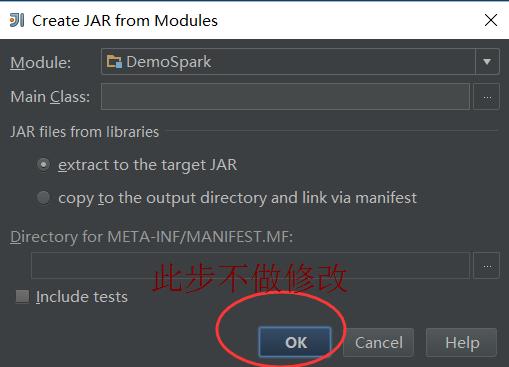 Create JAR from Modules
Module: DemoSpark
Main Class: ...
JAR files from libraries
extract to the target JAR
copy to the output directory and link via manifest
Directory for META-INF/MANIFEST.MF:
...
此步不做修改
Include tests
OK Cancel Help